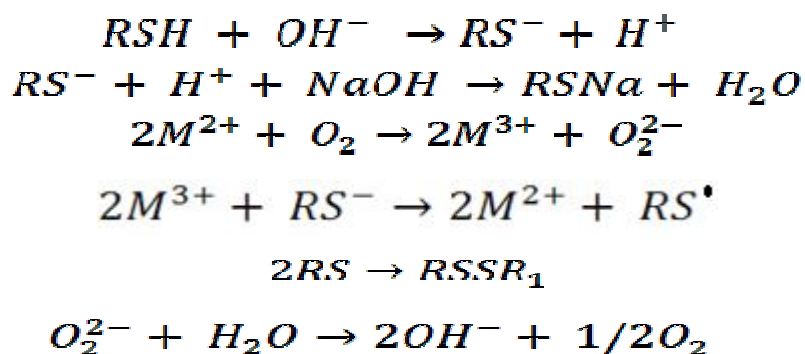 RSH + OH⁻ → RS⁻ + H⁺
RS⁻ + H⁺ + NaOH → RSNa + H₂O
2M²⁺ + O₂ → 2M³⁺ + O₂²⁻
2M³⁺ + RS⁻ → 2M²⁺ + RS•
2RS → RSSR₁
O₂²⁻ + H₂O → 2OH⁻ + 1/2O₂